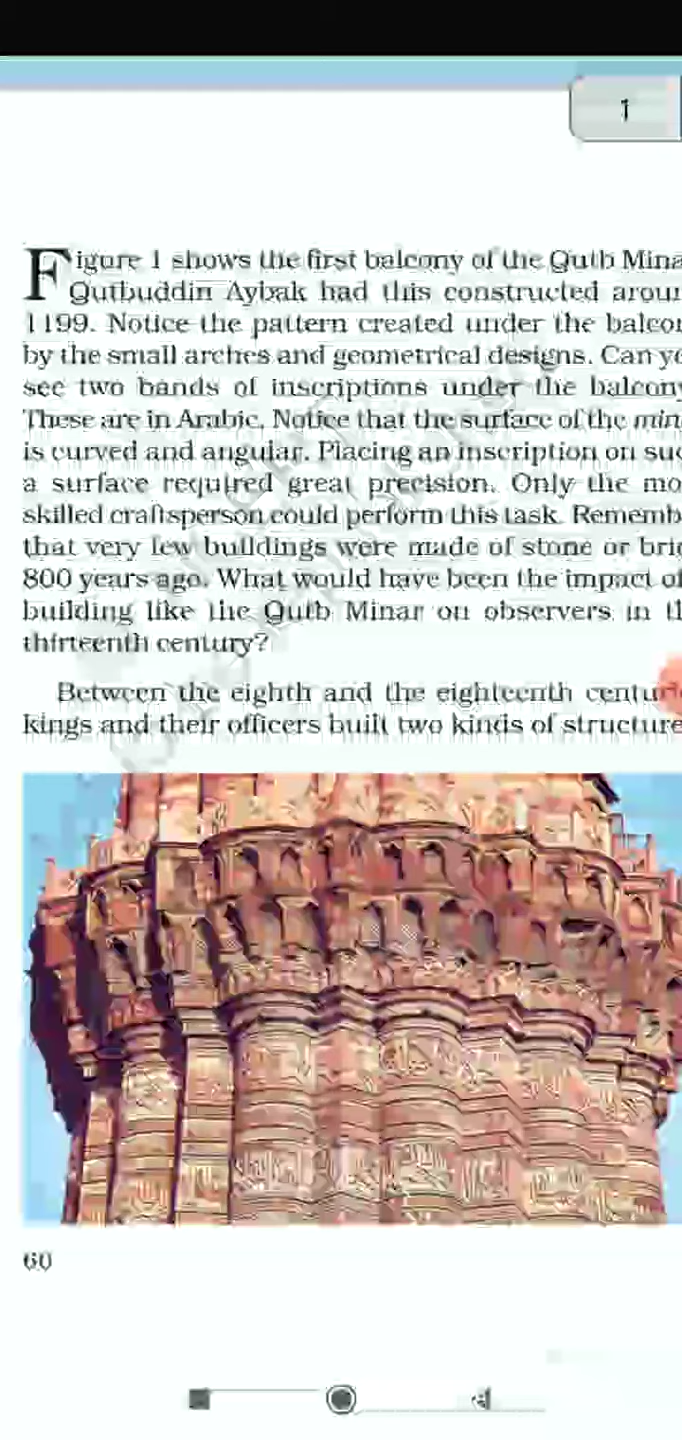 1
Figure 1 shows the first balcony of the Qutb Mina
Qutbuddin Aybak had this constructed arour
1199. Notice the pattern created under the balcor
by the small arches and geometrical designs. Can yo
see two bands of inscriptions under the balcony
These are in Arabic. Notice that the surface of the min
is curved and angular. Placing an inscription on suc
a surface required great precision. Only the mo
skilled craftsperson could perform this task. Rememb
that very few buildings were made of stone or bric
800 years ago. What would have been the impact of
building like the Qutb Minar on observers in th
thirteenth century?
Between the eighth and the eighteenth centurie
kings and their officers built two kinds of structure
60